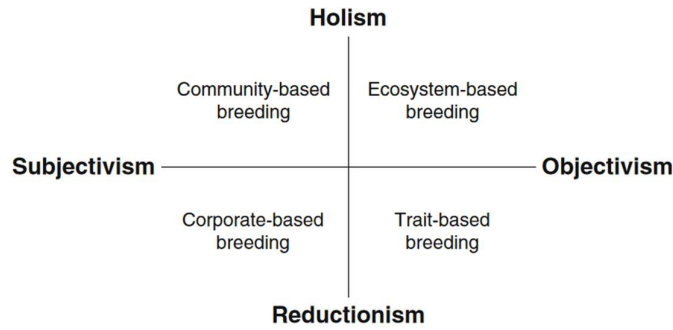 Holism
Community-based
breeding
Ecosystem-based
breeding
Subjectivism
Objectivism
Corporate-based
breeding
Trait-based
breeding
Reductionism